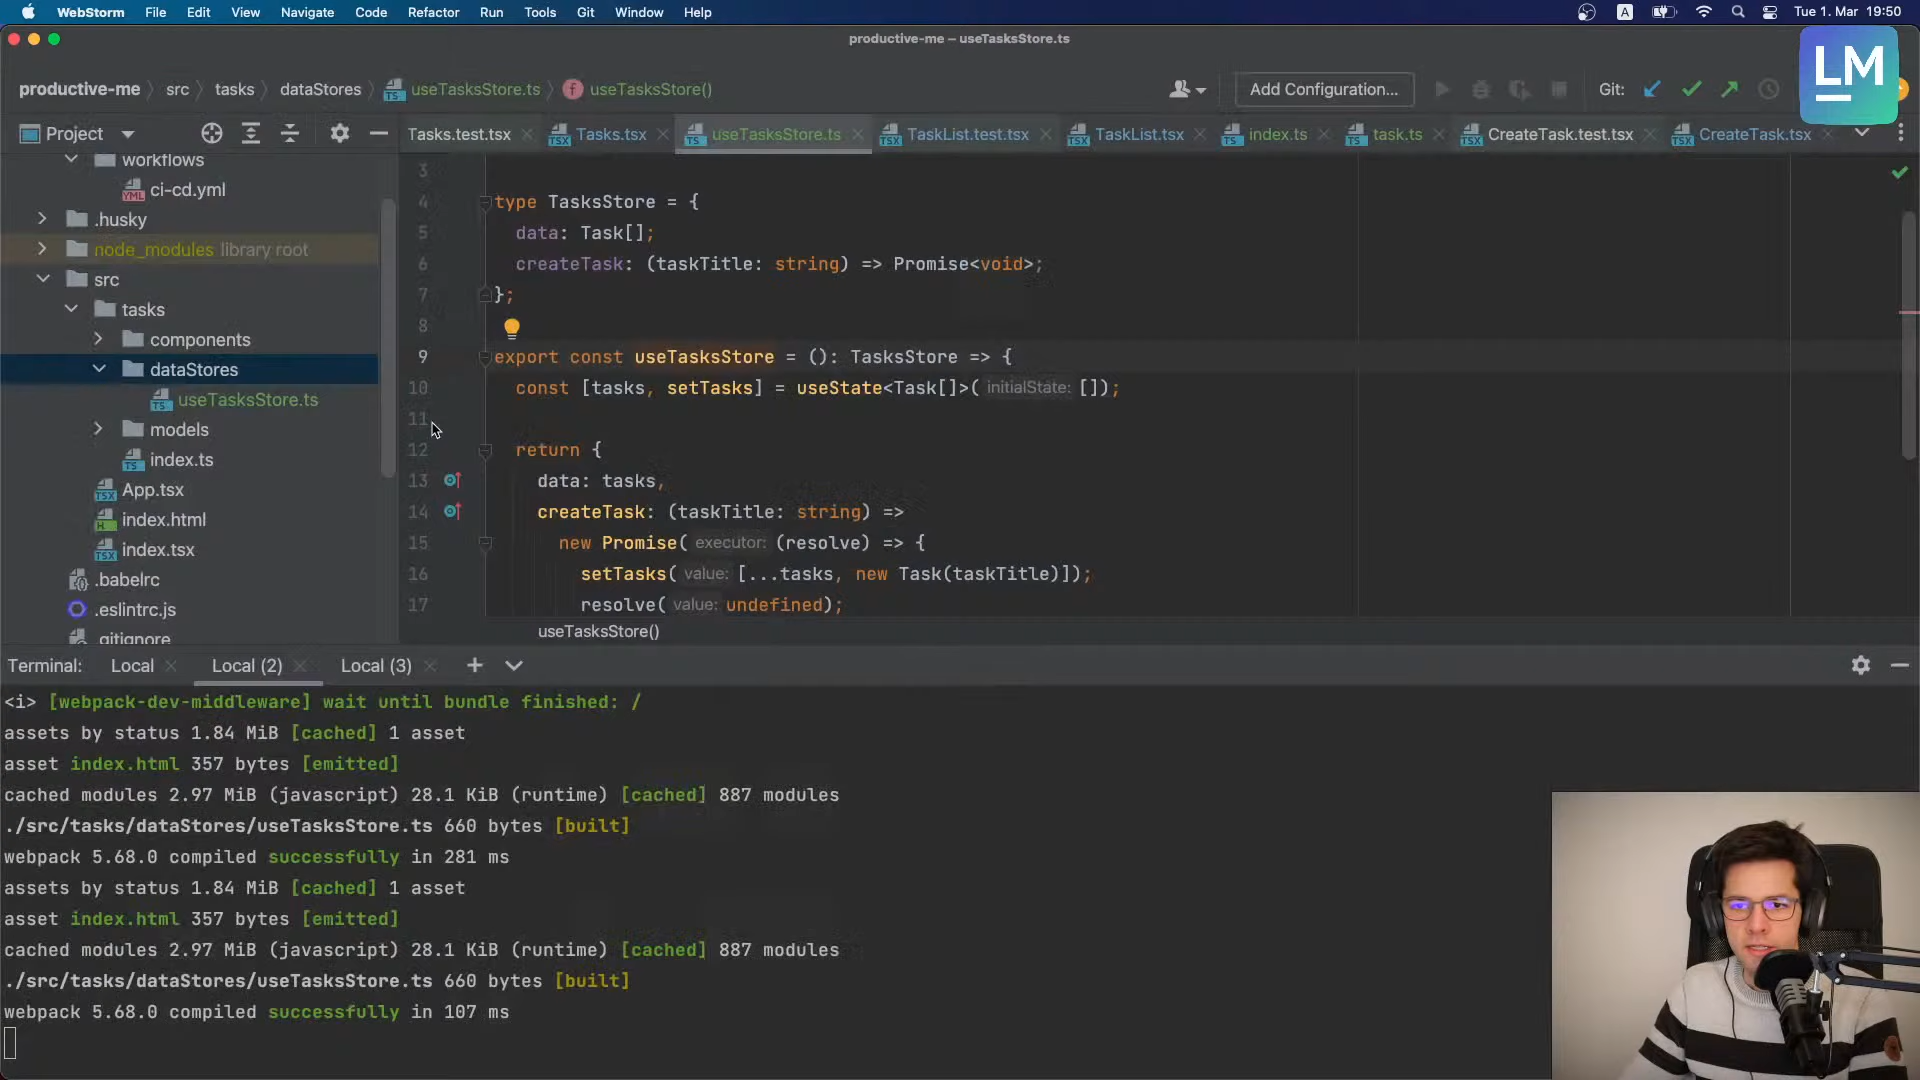 WebStorm File Edit View Navigate Code Refactor Run Tools Git Window Help
A Tue 1. Mar 19:50
productive-me – useTasksStore.ts
LM
productive-me src tasks dataStores useTasksStore.ts f useTasksStore()
Add Configuration... Git:
Project
Tasks.test.tsx Tasks.tsx useTasksStore.ts TaskList.test.tsx TaskList.tsx index.ts task.ts CreateTask.test.tsx CreateTask.tsx
workflows
ci-cd.yml
.husky
node_modules library root
src
tasks
components
dataStores
useTasksStore.ts
models
index.ts
App.tsx
index.html
index.tsx
.babelrc
.eslintrc.js
.gitignore
3
4 type TasksStore = {
5 data: Task[];
6 createTask: (taskTitle: string) => Promise<void>;
7 };
8
9 export const useTasksStore = (): TasksStore => {
10 const [tasks, setTasks] = useState<Task[]>( initialState: []);
11
12 return {
13 data: tasks,
14 createTask: (taskTitle: string) =>
15 new Promise( executor: (resolve) => {
16 setTasks( value: [...tasks, new Task(taskTitle)]);
17 resolve( value: undefined);
useTasksStore()
Terminal: Local Local (2) Local (3)
<i> [webpack-dev-middleware] wait until bundle finished: /
assets by status 1.84 MiB [cached] 1 asset
asset index.html 357 bytes [emitted]
cached modules 2.97 MiB (javascript) 28.1 KiB (runtime) [cached] 887 modules
./src/tasks/dataStores/useTasksStore.ts 660 bytes [built]
webpack 5.68.0 compiled successfully in 281 ms
assets by status 1.84 MiB [cached] 1 asset
asset index.html 357 bytes [emitted]
cached modules 2.97 MiB (javascript) 28.1 KiB (runtime) [cached] 887 modules
./src/tasks/dataStores/useTasksStore.ts 660 bytes [built]
webpack 5.68.0 compiled successfully in 107 ms